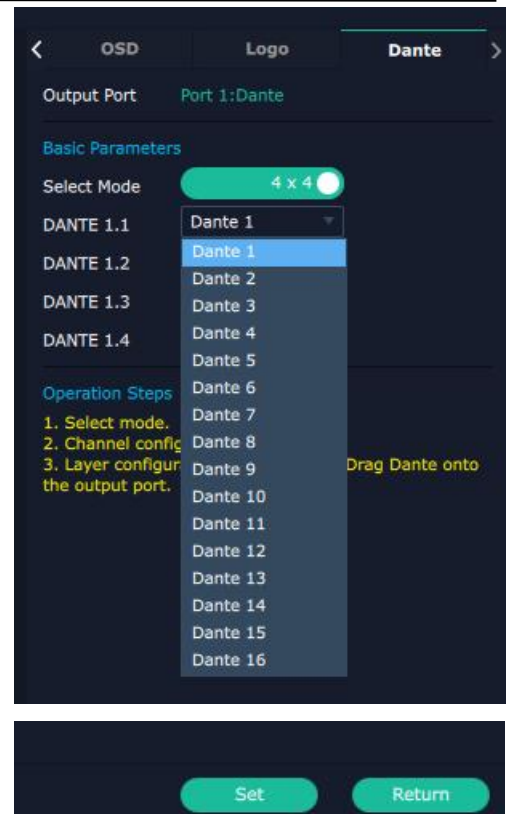 OSD Logo Dante
Output Port Port 1:Dante
Basic Parameters
Select Mode 4 x 4
DANTE 1.1 Dante 1
Dante 1
DANTE 1.2
Dante 2
DANTE 1.3 Dante 3
DANTE 1.4 Dante 4
Dante 5
Operation Steps Dante 6
1. Select mode. Dante 7
2. Channel config Dante 8
3. Layer configur Dante 9 Drag Dante onto
the output port. Dante 10
Dante 11
Dante 12
Dante 13
Dante 14
Dante 15
Dante 16
Set Return